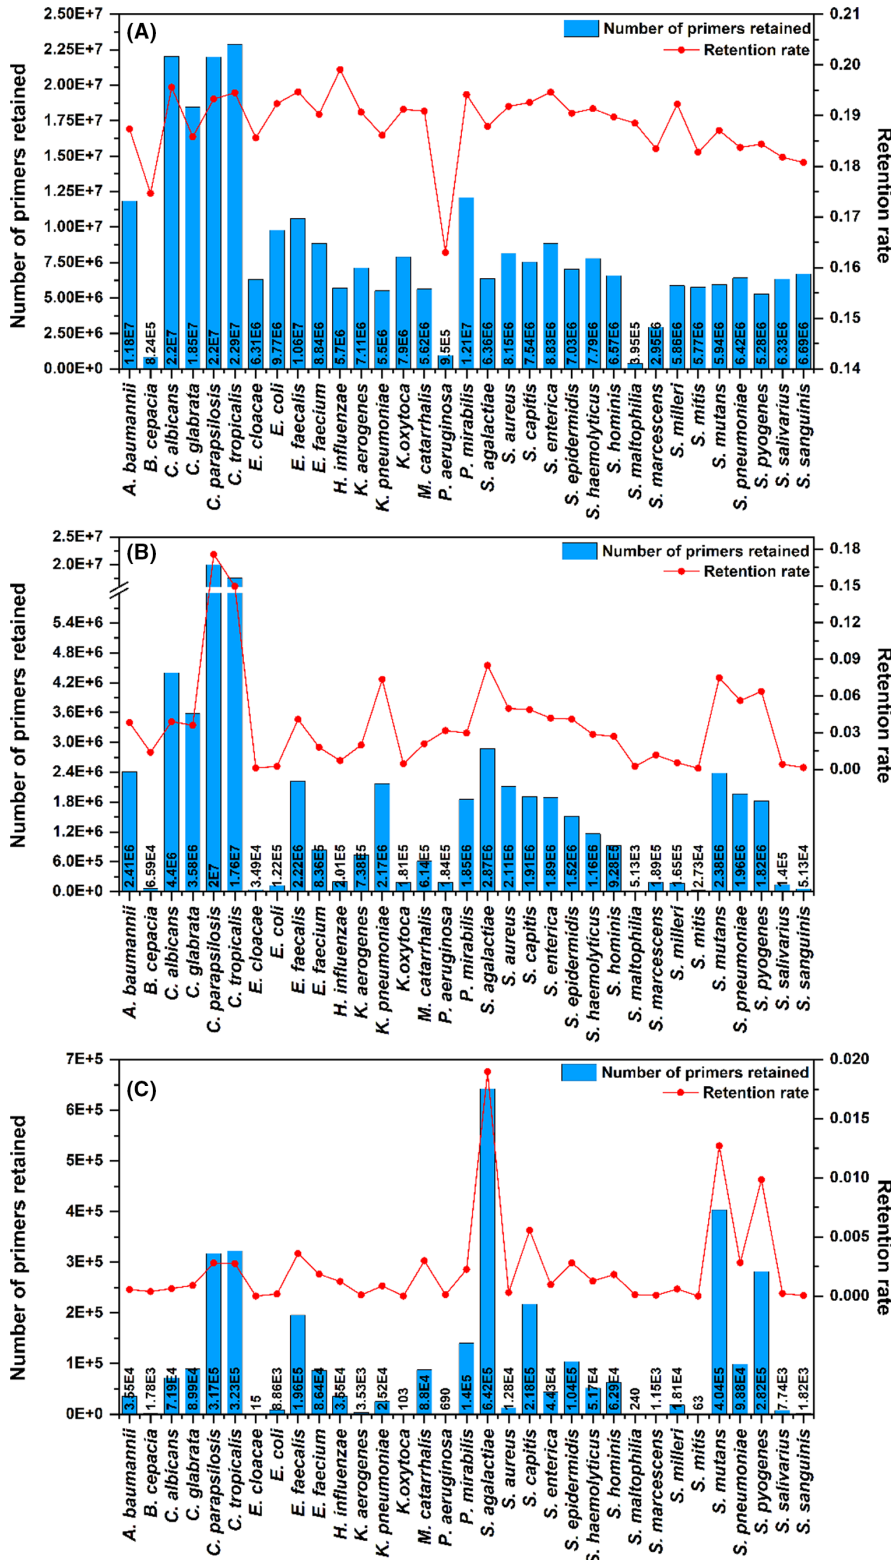 (A)
Number of primers retained
Retention rate
Number of primers retained
Retention rate
2.50E+7
2.25E+7
2.00E+7
1.75E+7
1.50E+7
1.25E+7
1.00E+7
7.50E+6
5.00E+6
2.50E+6
0.00E+0
0.21
0.20
0.19
0.18
0.17
0.16
0.15
0.14
1.18E7
8.24E5
2.2E7
1.85E7
2.2E7
2.29E7
6.31E6
9.77E6
1.06E7
8.84E6
5.7E6
7.11E6
5.5E6
7.9E6
5.62E6
9.5E5
1.21E7
6.36E6
8.15E6
7.54E6
8.83E6
7.03E6
7.79E6
6.57E6
3.95E5
2.95E6
5.86E6
5.77E6
5.94E6
6.42E6
5.28E6
6.33E6
6.69E6
A. baumannii
B. cepacia
C. albicans
C. glabrata
C. parapsilosis
C. tropicalis
E. cloacae
E. coli
E. faecalis
E. faecium
H. influenzae
K. aerogenes
K. pneumoniae
K.oxytoca
M. catarrhalis
P. aeruginosa
P. mirabilis
S. agalactiae
S. aureus
S. capitis
S. enterica
S. epidermidis
S. haemolyticus
S. hominis
S. maltophilia
S. marcescens
S. milleri
S. mitis
S. mutans
S. pneumoniae
S. pyogenes
S. salivarius
S. sanguinis
(B)
Number of primers retained
Retention rate
Number of primers retained
Retention rate
2.5E+7
2.0E+7
5.4E+6
4.8E+6
4.2E+6
3.6E+6
3.0E+6
2.4E+6
1.8E+6
1.2E+6
6.0E+5
0.0E+0
0.18
0.15
0.12
0.09
0.06
0.03
0.00
2.41E6
6.59E4
4.4E6
3.58E6
2E7
1.76E7
3.49E4
1.22E5
2.22E6
8.36E5
2.01E5
7.38E5
2.17E6
1.81E5
6.14E5
1.84E5
1.85E6
2.87E6
2.11E6
1.91E6
1.89E6
1.52E6
1.16E6
9.28E5
5.13E3
1.89E5
1.65E5
2.73E4
2.38E6
1.96E6
1.82E6
1.4E5
5.13E4
A. baumannii
B. cepacia
C. albicans
C. glabrata
C. parapsilosis
C. tropicalis
E. cloacae
E. coli
E. faecalis
E. faecium
H. influenzae
K. aerogenes
K. pneumoniae
K.oxytoca
M. catarrhalis
P. aeruginosa
P. mirabilis
S. agalactiae
S. aureus
S. capitis
S. enterica
S. epidermidis
S. haemolyticus
S. hominis
S. maltophilia
S. marcescens
S. milleri
S. mitis
S. mutans
S. pneumoniae
S. pyogenes
S. salivarius
S. sanguinis
(C)
Number of primers retained
Retention rate
Number of primers retained
Retention rate
7E+5
6E+5
5E+5
4E+5
3E+5
2E+5
1E+5
0E+0
0.020
0.015
0.010
0.005
0.000
3.55E4
1.78E3
7.19E4
8.99E4
3.17E5
3.23E5
15
8.86E3
1.96E5
8.64E4
3.55E4
3.53E3
2.52E4
103
8.8E4
690
1.4E5
6.42E5
1.28E4
2.18E5
4.43E4
1.04E5
5.17E4
6.29E4
240
1.15E3
1.81E4
63
4.04E5
9.88E4
2.82E5
7.74E3
1.82E3
A. baumannii
B. cepacia
C. albicans
C. glabrata
C. parapsilosis
C. tropicalis
E. cloacae
E. coli
E. faecalis
E. faecium
H. influenzae
K. aerogenes
K. pneumoniae
K.oxytoca
M. catarrhalis
P. aeruginosa
P. mirabilis
S. agalactiae
S. aureus
S. capitis
S. enterica
S. epidermidis
S. haemolyticus
S. hominis
S. maltophilia
S. marcescens
S. milleri
S. mitis
S. mutans
S. pneumoniae
S. pyogenes
S. salivarius
S. sanguinis